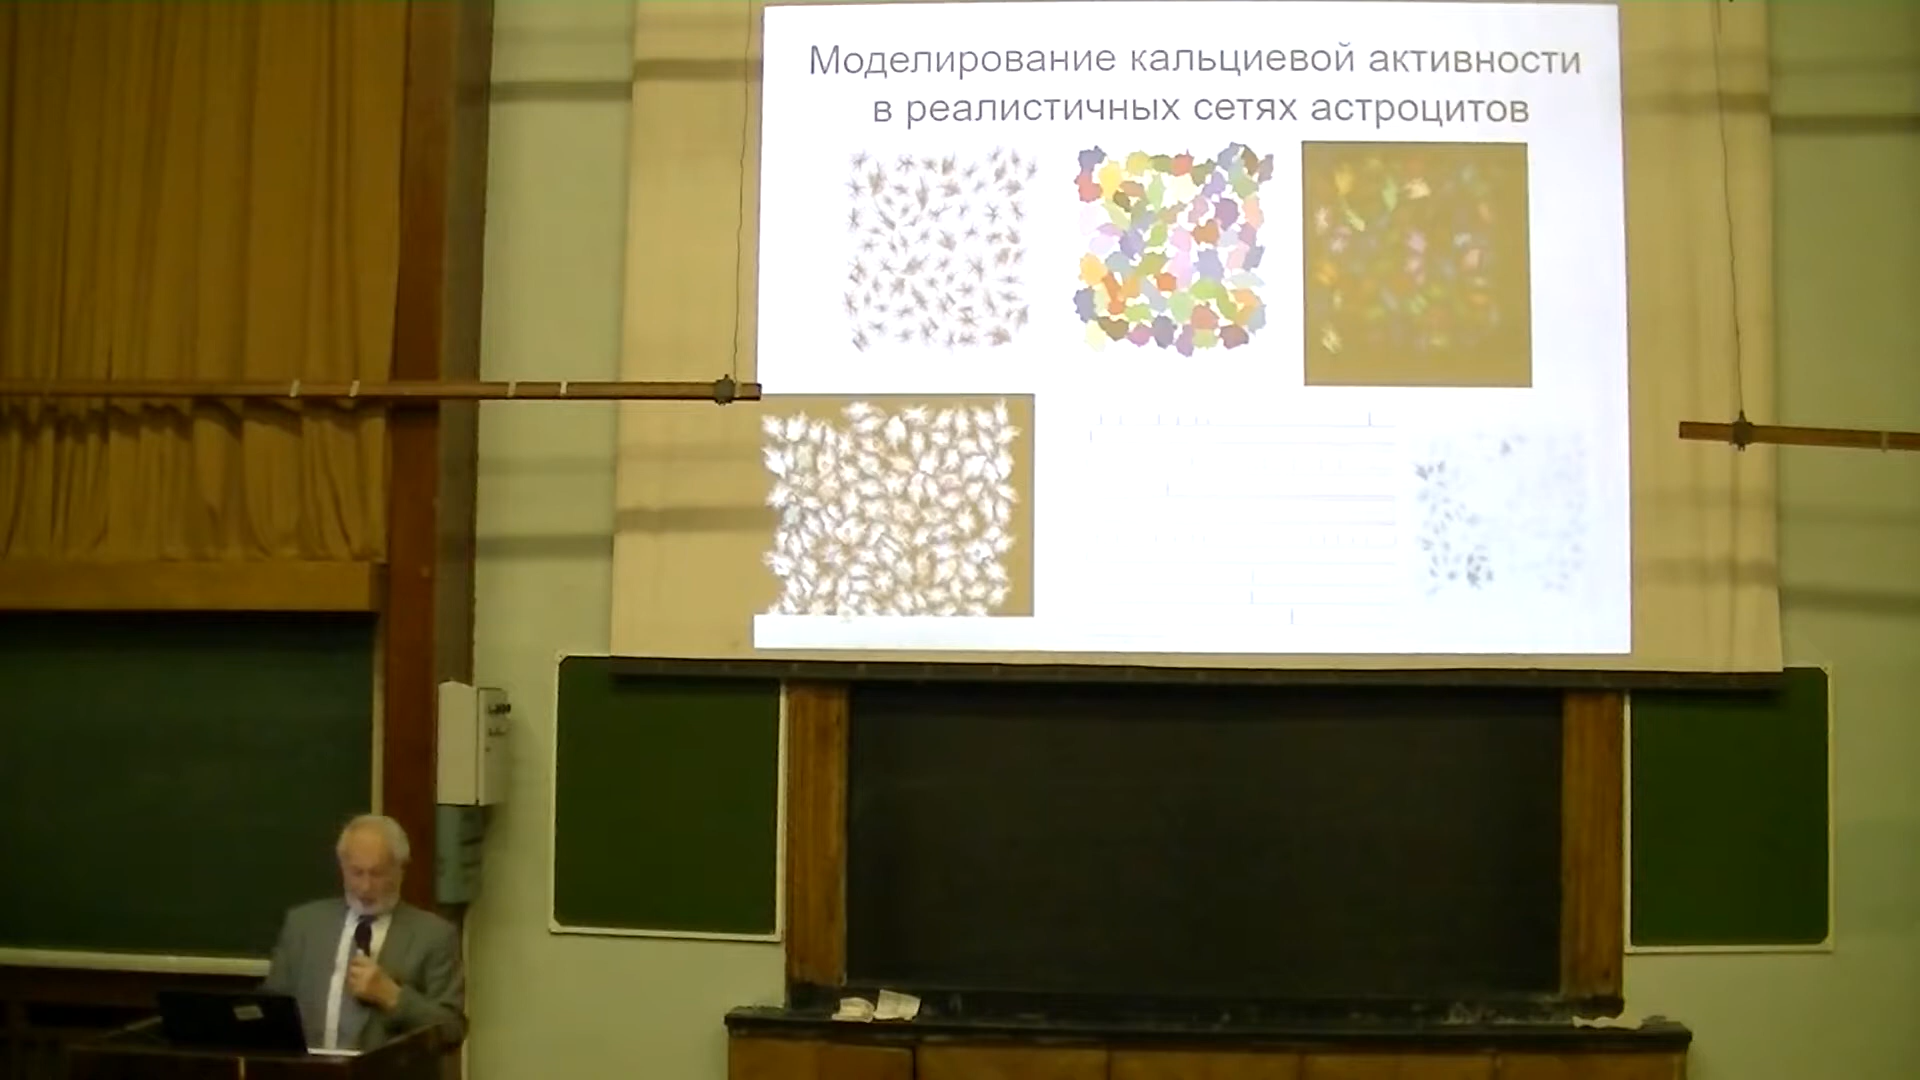 Моделирование кальциевой активности
в реалистичных сетях астроцитов